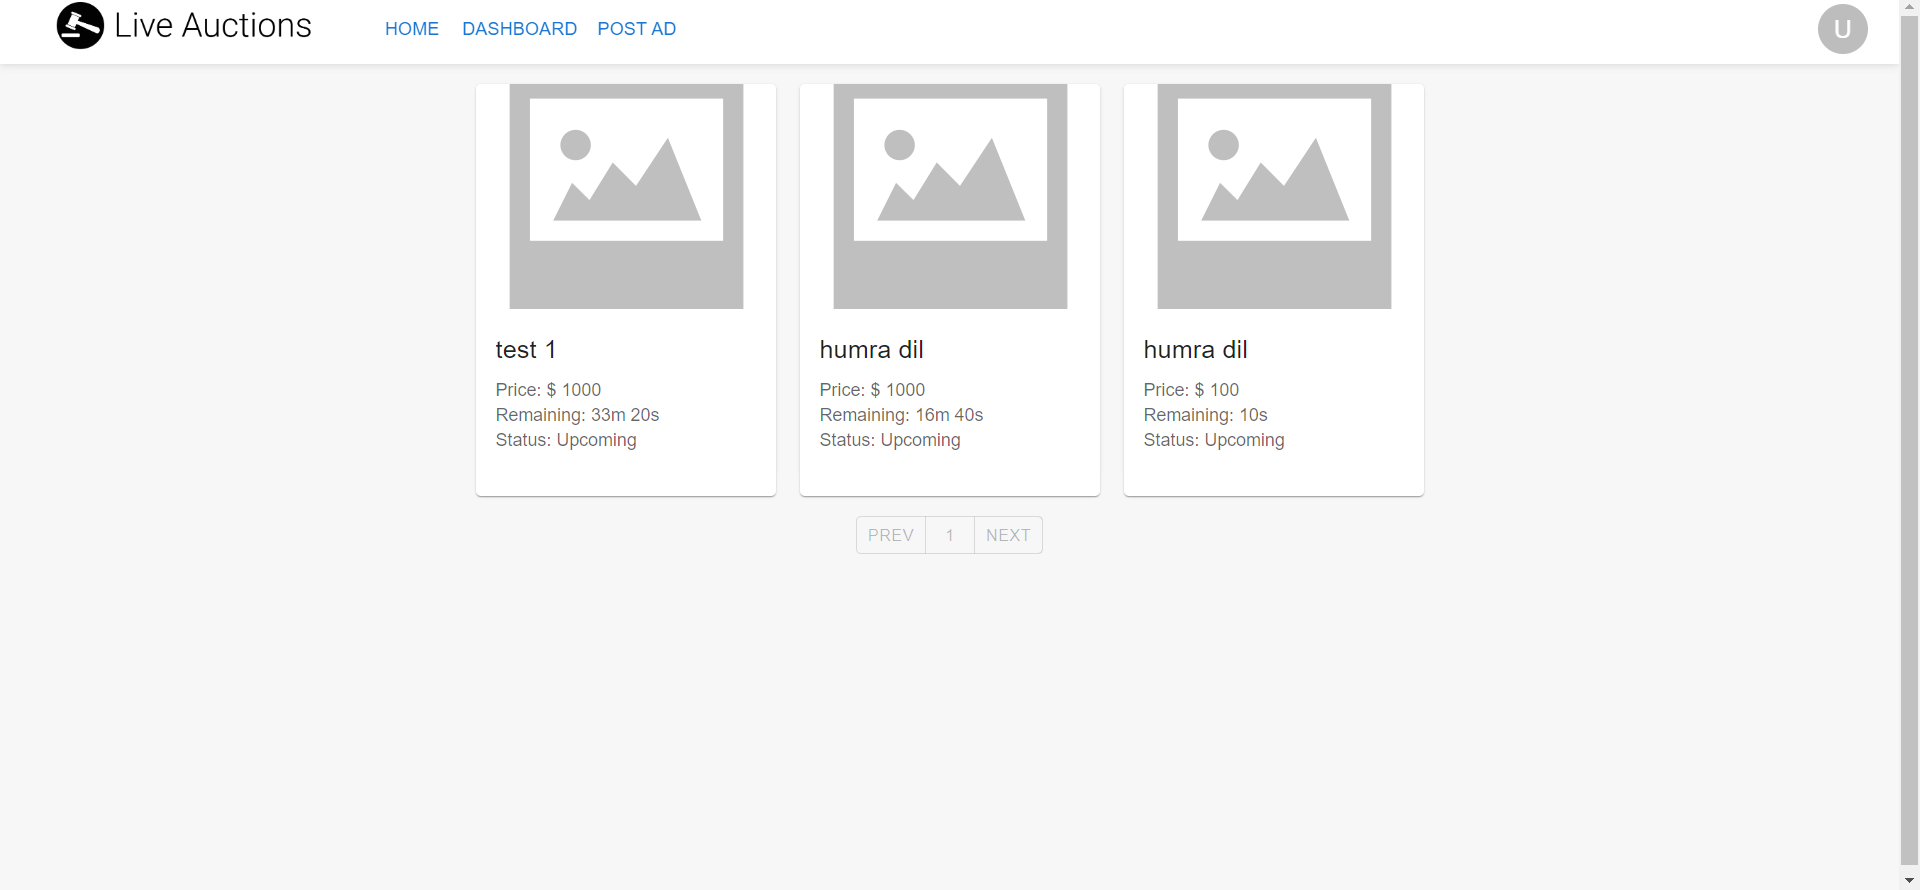 Live Auctions
HOME DASHBOARD POST AD
U
test 1
Price: $ 1000
Remaining: 33m 20s
Status: Upcoming
humra dil
Price: $ 1000
Remaining: 16m 40s
Status: Upcoming
humra dil
Price: $ 100
Remaining: 10s
Status: Upcoming
PREV 1 NEXT